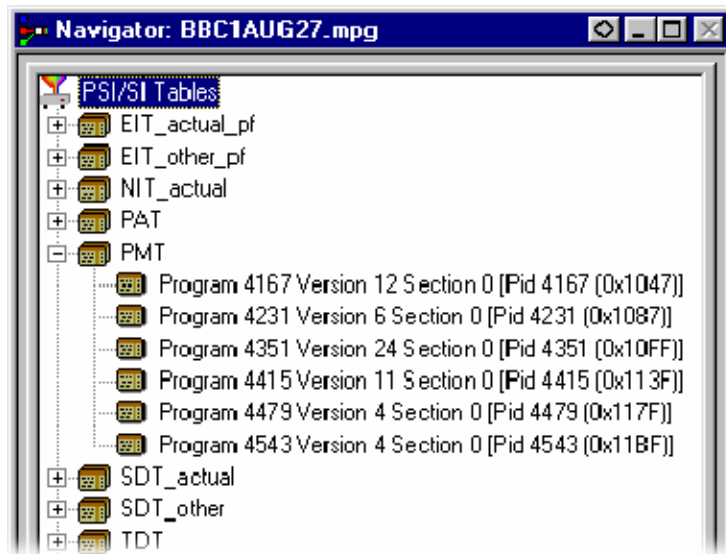 Navigator: BBC1AUG27.mpg
PSI/SI Tables
EIT_actual_pf
EIT_other_pf
NIT_actual
PAT
PMT
Program 4167 Version 12 Section 0 [Pid 4167 (0x1047)]
Program 4231 Version 6 Section 0 [Pid 4231 (0x1087)]
Program 4351 Version 24 Section 0 [Pid 4351 (0x10FF)]
Program 4415 Version 11 Section 0 [Pid 4415 (0x113F)]
Program 4479 Version 4 Section 0 [Pid 4479 (0x117F)]
Program 4543 Version 4 Section 0 [Pid 4543 (0x11BF)]
SDT_actual
SDT_other
TDT